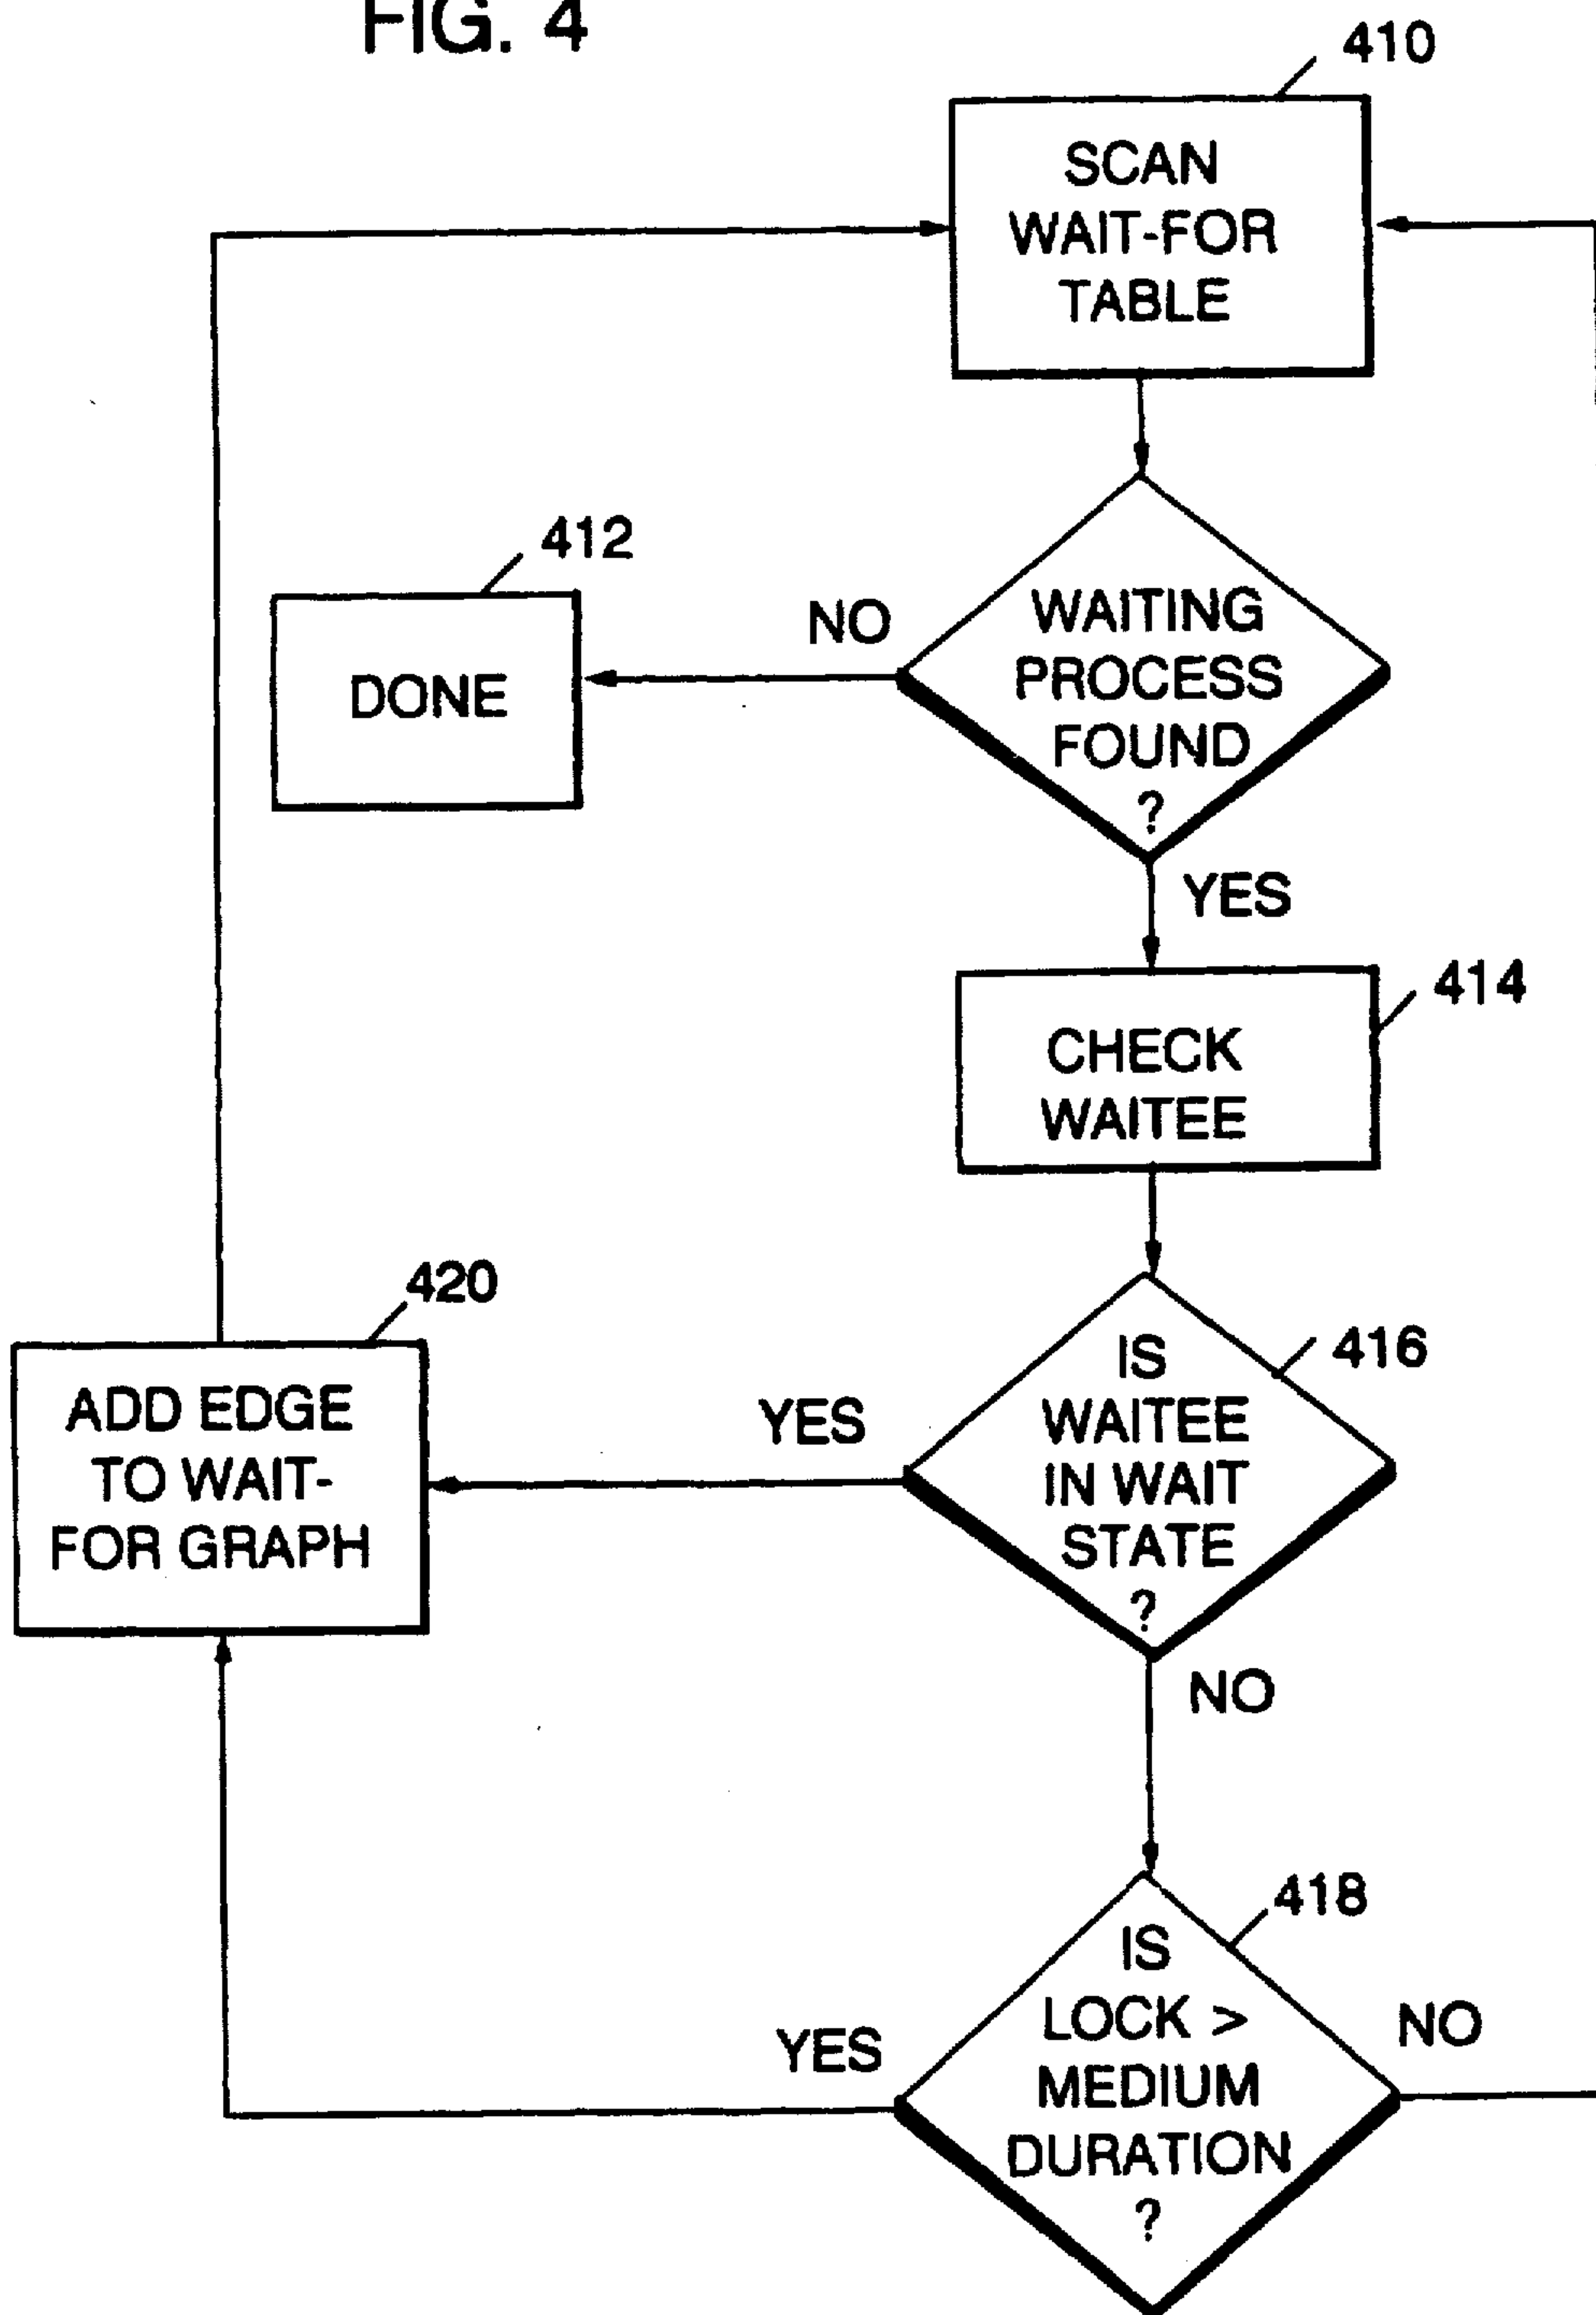 FIG. 4
410
SCAN
WAIT-FOR
TABLE
412
DONE
NO
WAITING
PROCESS
FOUND
?
YES
414
CHECK
WAITEE
420
ADD EDGE
TO WAIT-
FOR GRAPH
YES
416
IS
WAITEE
IN WAIT
STATE
?
NO
418
YES
IS
LOCK >
MEDIUM
DURATION
?
NO